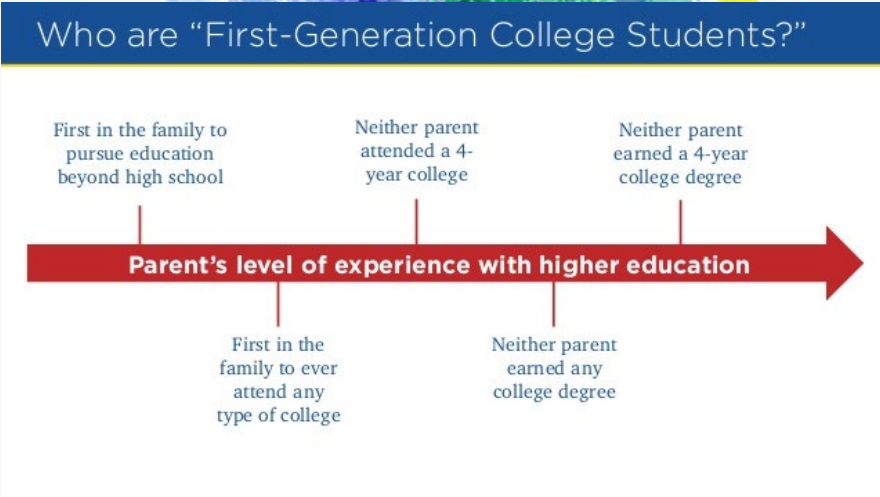 Who are “First-Generation College Students?”
First in the family to
pursue education
beyond high school
Neither parent
attended a 4-
year college
Neither parent
earned a 4-year
college degree
Parent’s level of experience with higher education
First in the
family to ever
attend any
type of college
Neither parent
earned any
college degree